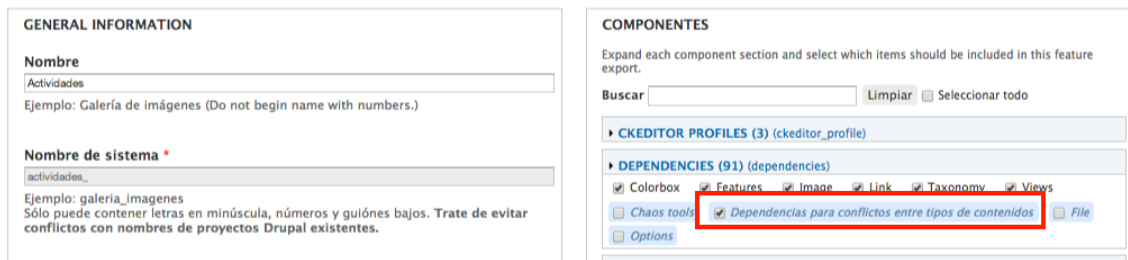 GENERAL INFORMATION
Nombre
Actividades
Ejemplo: Galería de imágenes (Do not begin name with numbers.)
Nombre de sistema *
actividades_
Ejemplo: galeria_imagenes
Sólo puede contener letras en minúscula, números y guiónes bajos. Trate de evitar
conflictos con nombres de proyectos Drupal existentes.
COMPONENTES
Expand each component section and select which items should be included in this feature
export.
Buscar Limpiar Seleccionar todo
CKEDITOR PROFILES (3) (ckeditor_profile)
DEPENDENCIES (91) (dependencies)
Colorbox Features Image Link Taxonomy Views
Chaos tools Dependencias para conflictos entre tipos de contenidos File
Options